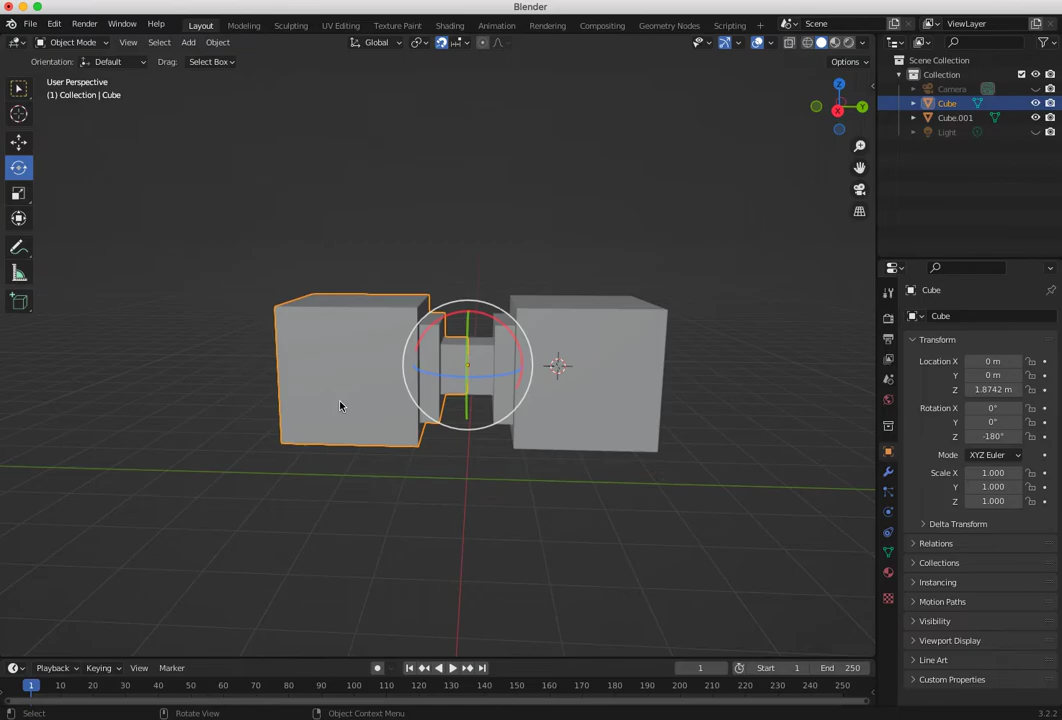 Blender
File Edit Render Window Help Layout Modeling Sculpting UV Editing Texture Paint Shading Animation Rendering Compositing Geometry Nodes Scripting + Scene ViewLayer
Object Mode View Select Add Object Global
Orientation: Default Drag: Select Box Options
User Perspective
(1) Collection | Cube
Z
Y
X
Scene Collection
Collection
Camera
Cube
Cube.001
Light
Cube
Cube
Transform
Location X 0 m
Y 0 m
Z 1.8742 m
Rotation X 0°
Y 0°
Z -180°
Mode XYZ Euler
Scale X 1.000
Y 1.000
Z 1.000
Delta Transform
Relations
Collections
Instancing
Motion Paths
Visibility
Viewport Display
Line Art
Custom Properties
Playback Keying View Marker 1 Start 1 End 250
1 10 20 30 40 50 60 70 80 90 100 110 120 130 140 150 160 170 180 190 200 210 220 230 240 250
Select Rotate View Object Context Menu 3.2.2